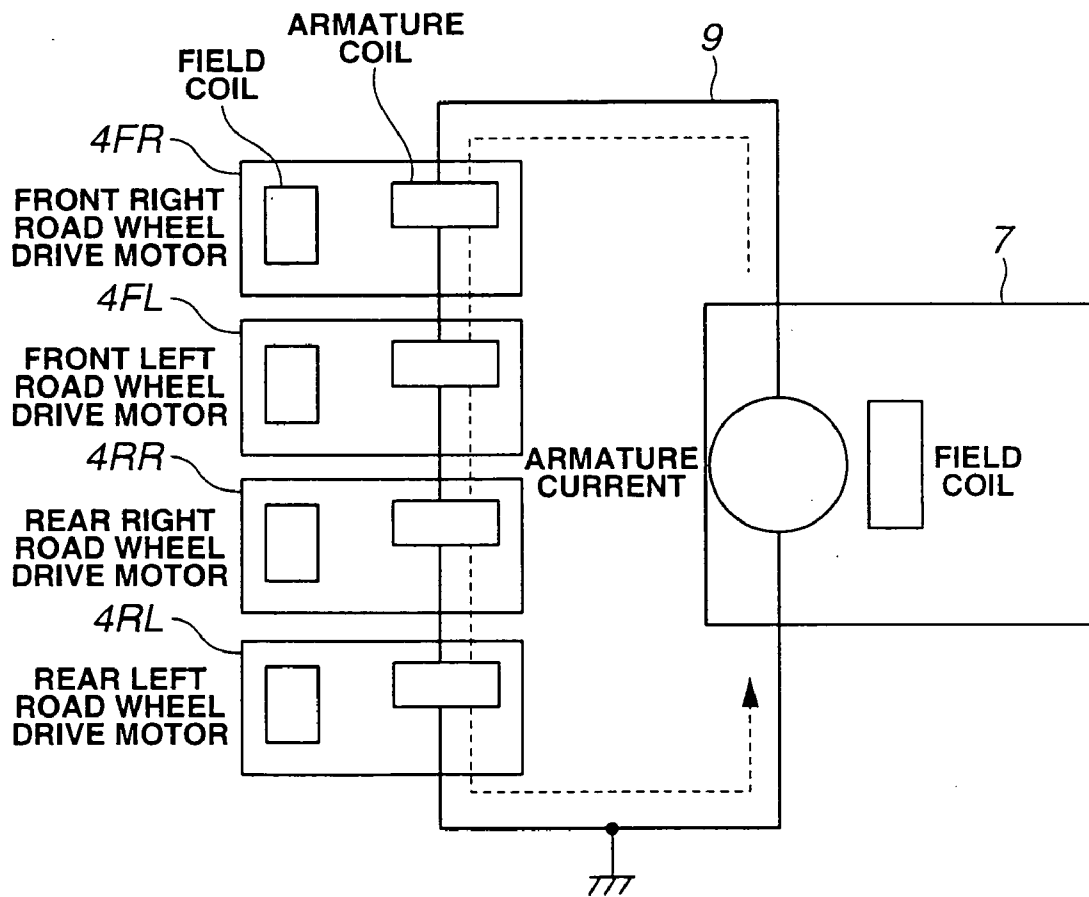 ARMATURE
COIL
9
FIELD
COIL
4FR
FRONT RIGHT
ROAD WHEEL
DRIVE MOTOR
7
4FL
FRONT LEFT
ROAD WHEEL
DRIVE MOTOR
ARMATURE
CURRENT
FIELD
COIL
4RR
REAR RIGHT
ROAD WHEEL
DRIVE MOTOR
4RL
REAR LEFT
ROAD WHEEL
DRIVE MOTOR